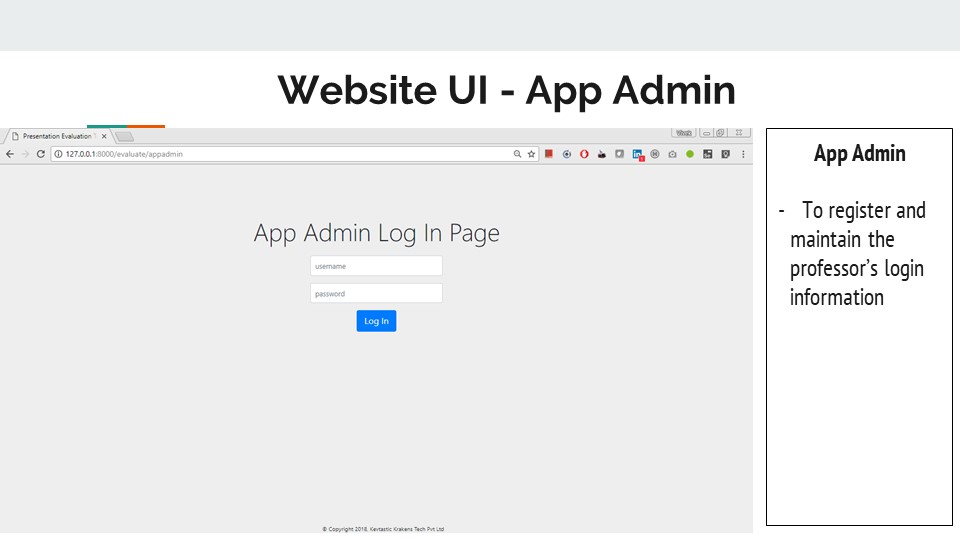 Website UI - App Admin
Presentation Evaluation T
Work
127.0.0.1:8000/evaluate/appadmin
App Admin Log In Page
username
password
Log In
© Copyright 2018, Kevtastic Krakens Tech Pvt Ltd
App Admin
- To register and
maintain the
professor's login
information